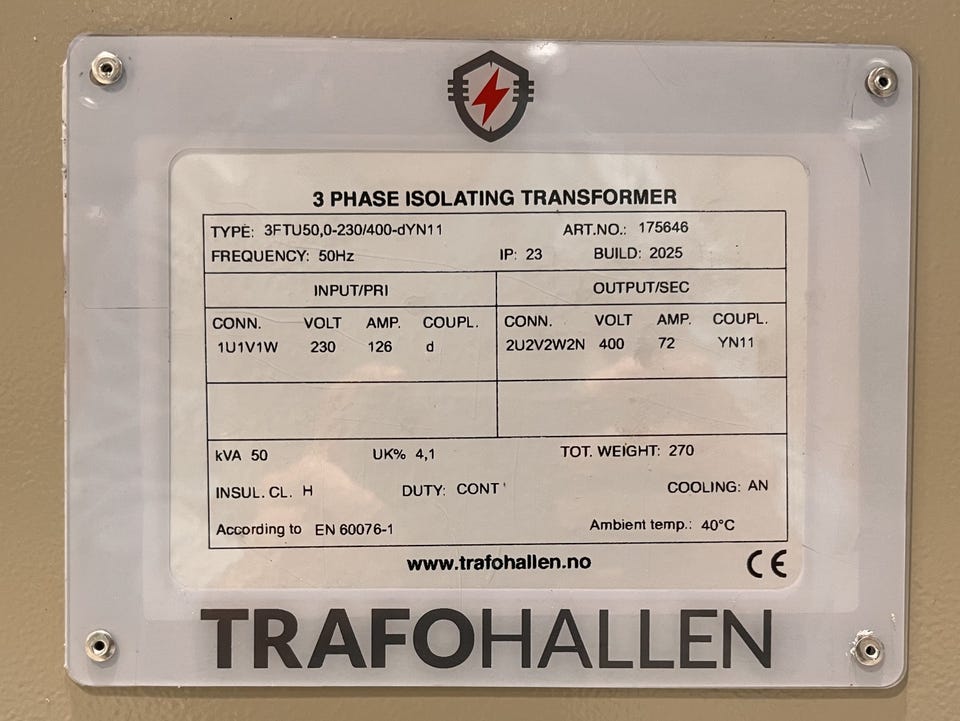 3 PHASE ISOLATING TRANSFORMER
TYPE: 3FTU50,0-230/400-dYN11 ART.NO.: 175646
FREQUENCY: 50Hz IP: 23 BUILD: 2025
INPUT/PRI OUTPUT/SEC
CONN. VOLT AMP. COUPL. CONN. VOLT AMP. COUPL.
1U1V1W 230 126 d 2U2V2W2N 400 72 YN11
kVA 50 UK% 4,1 TOT. WEIGHT: 270
INSUL. CL. H DUTY: CONT COOLING: AN
According to EN 60076-1 Ambient temp.: 40°C
www.trafohallen.no CE
TRAFOHALLEN